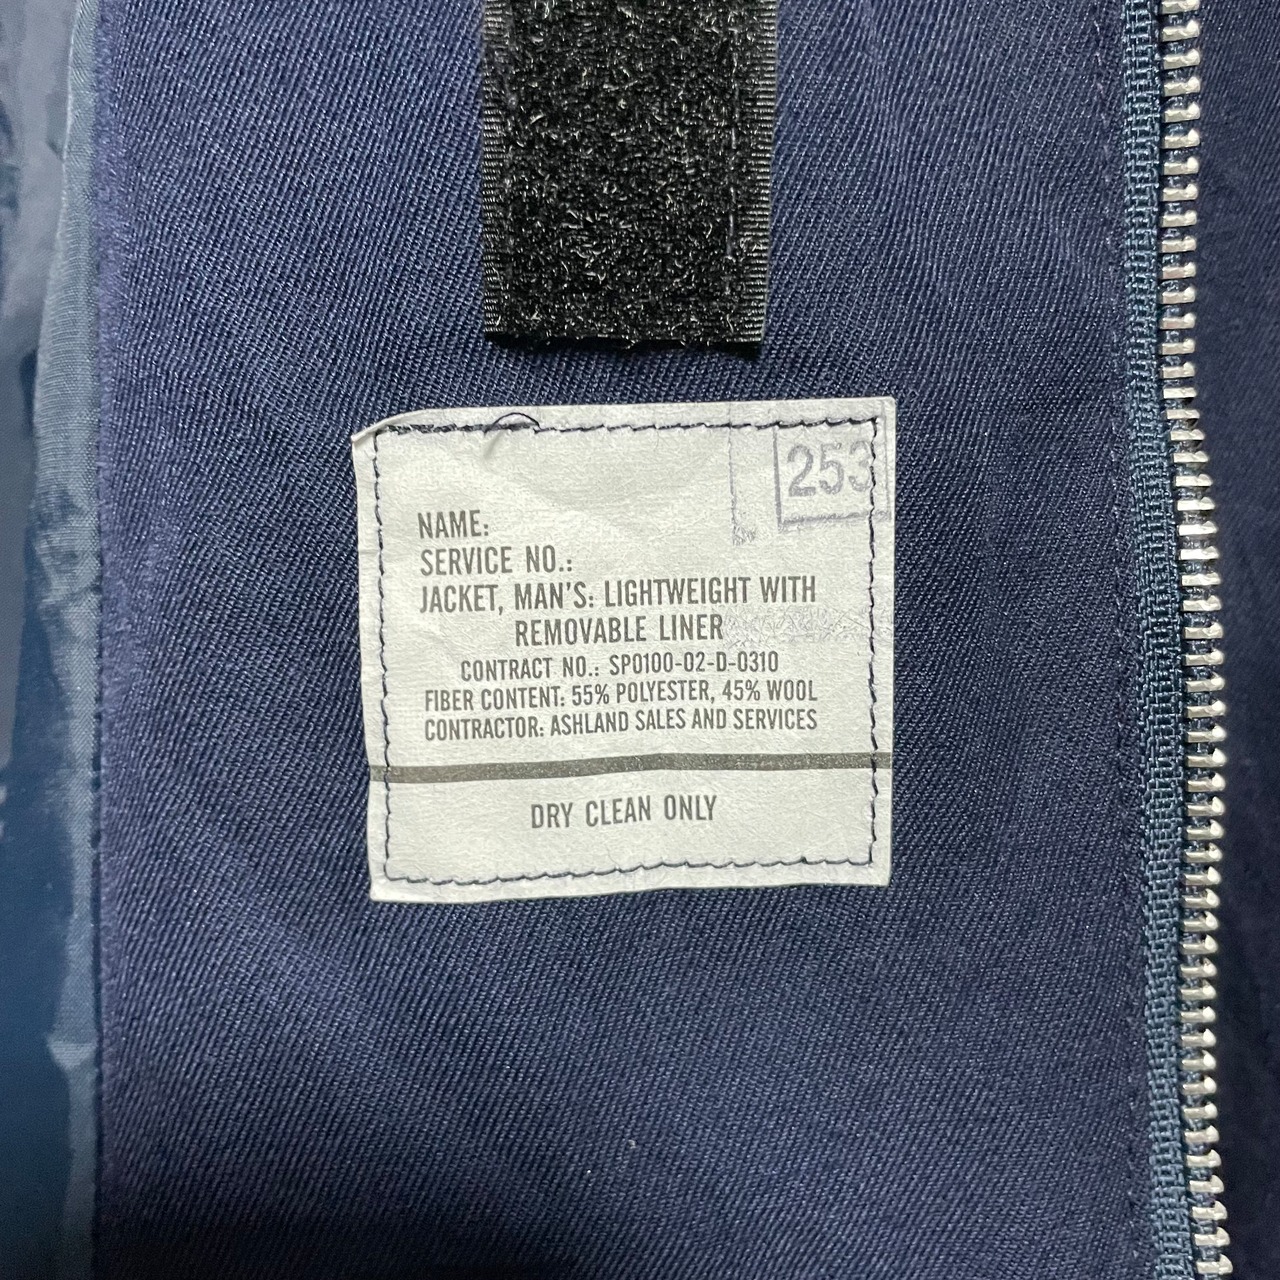 253
NAME:
SERVICE NO.:
JACKET, MAN'S: LIGHTWEIGHT WITH
REMOVABLE LINER
CONTRACT NO.: SP0100-02-D-0310
FIBER CONTENT: 55% POLYESTER, 45% WOOL
CONTRACTOR: ASHLAND SALES AND SERVICES
DRY CLEAN ONLY